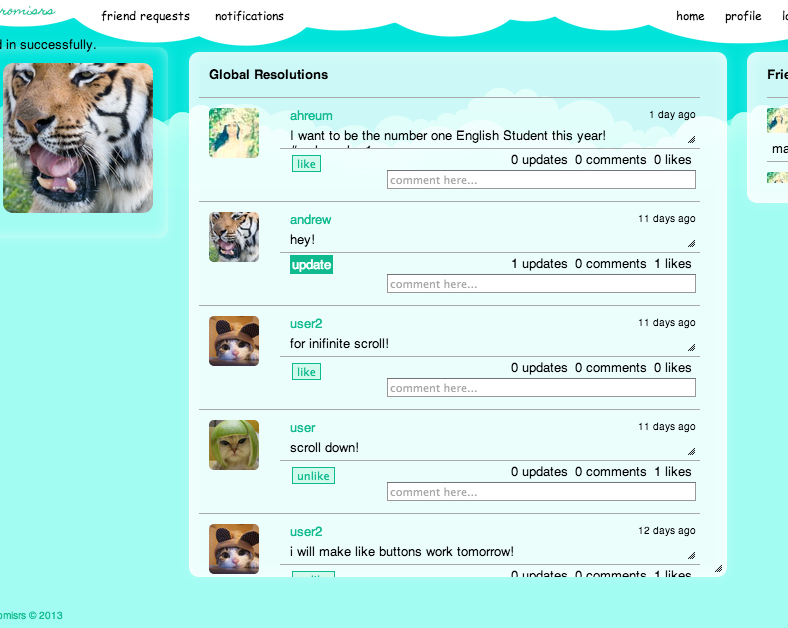 romisrs
friend requests notifications home profile
d in successfully.
Global Resolutions
Frie
ahreum 1 day ago
I want to be the number one English Student this year!
like 0 updates 0 comments 0 likes
ma
comment here...
andrew 11 days ago
hey!
update 1 updates 0 comments 1 likes
comment here...
user2 11 days ago
for inifinite scroll!
like 0 updates 0 comments 1 likes
comment here...
user 11 days ago
scroll down!
unlike 0 updates 0 comments 1 likes
comment here...
user2 12 days ago
i will make like buttons work tomorrow!
0 updates 0 comments 1 likes
omisrs © 2013